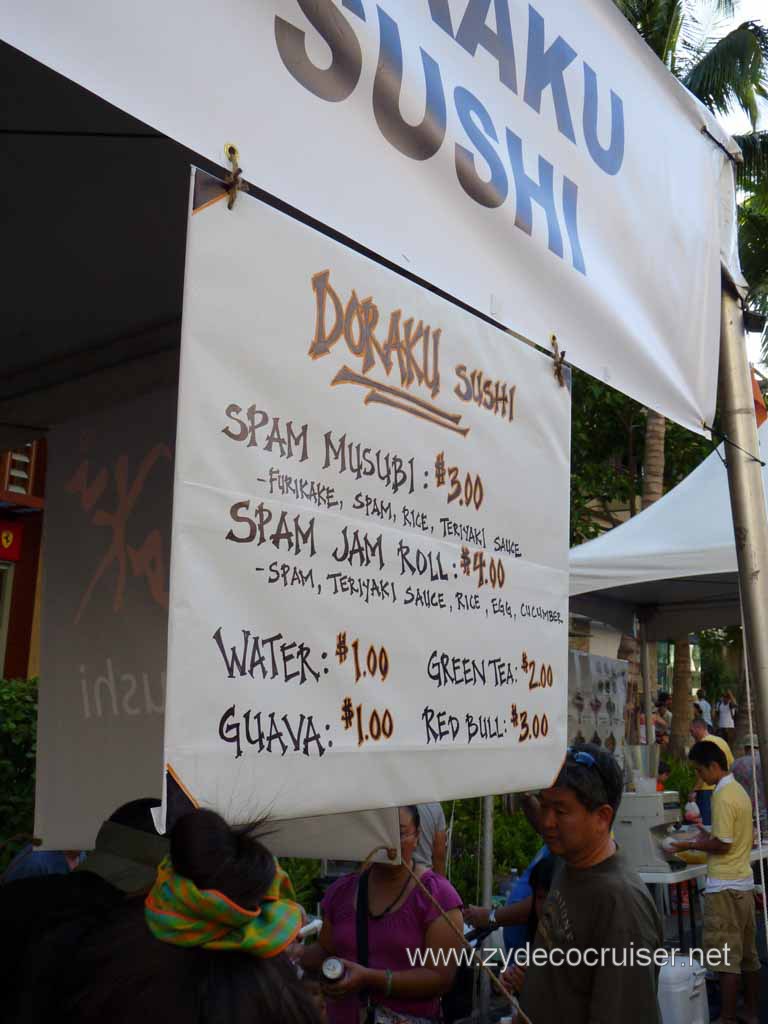 SUSHI
DORAKU SUSHI
SPAM MUSUBI: $3.00
-FURIKAKE, SPAM, RICE, TERIYAKI SAUCE
SPAM JAM ROLL: $4.00
-SPAM, TERIYAKI SAUCE, RICE, EGG, CUCUMBER
WATER: $1.00 GREEN TEA: $2.00
GUAVA: $1.00 RED BULL: $3.00
www.zydecocruiser.net